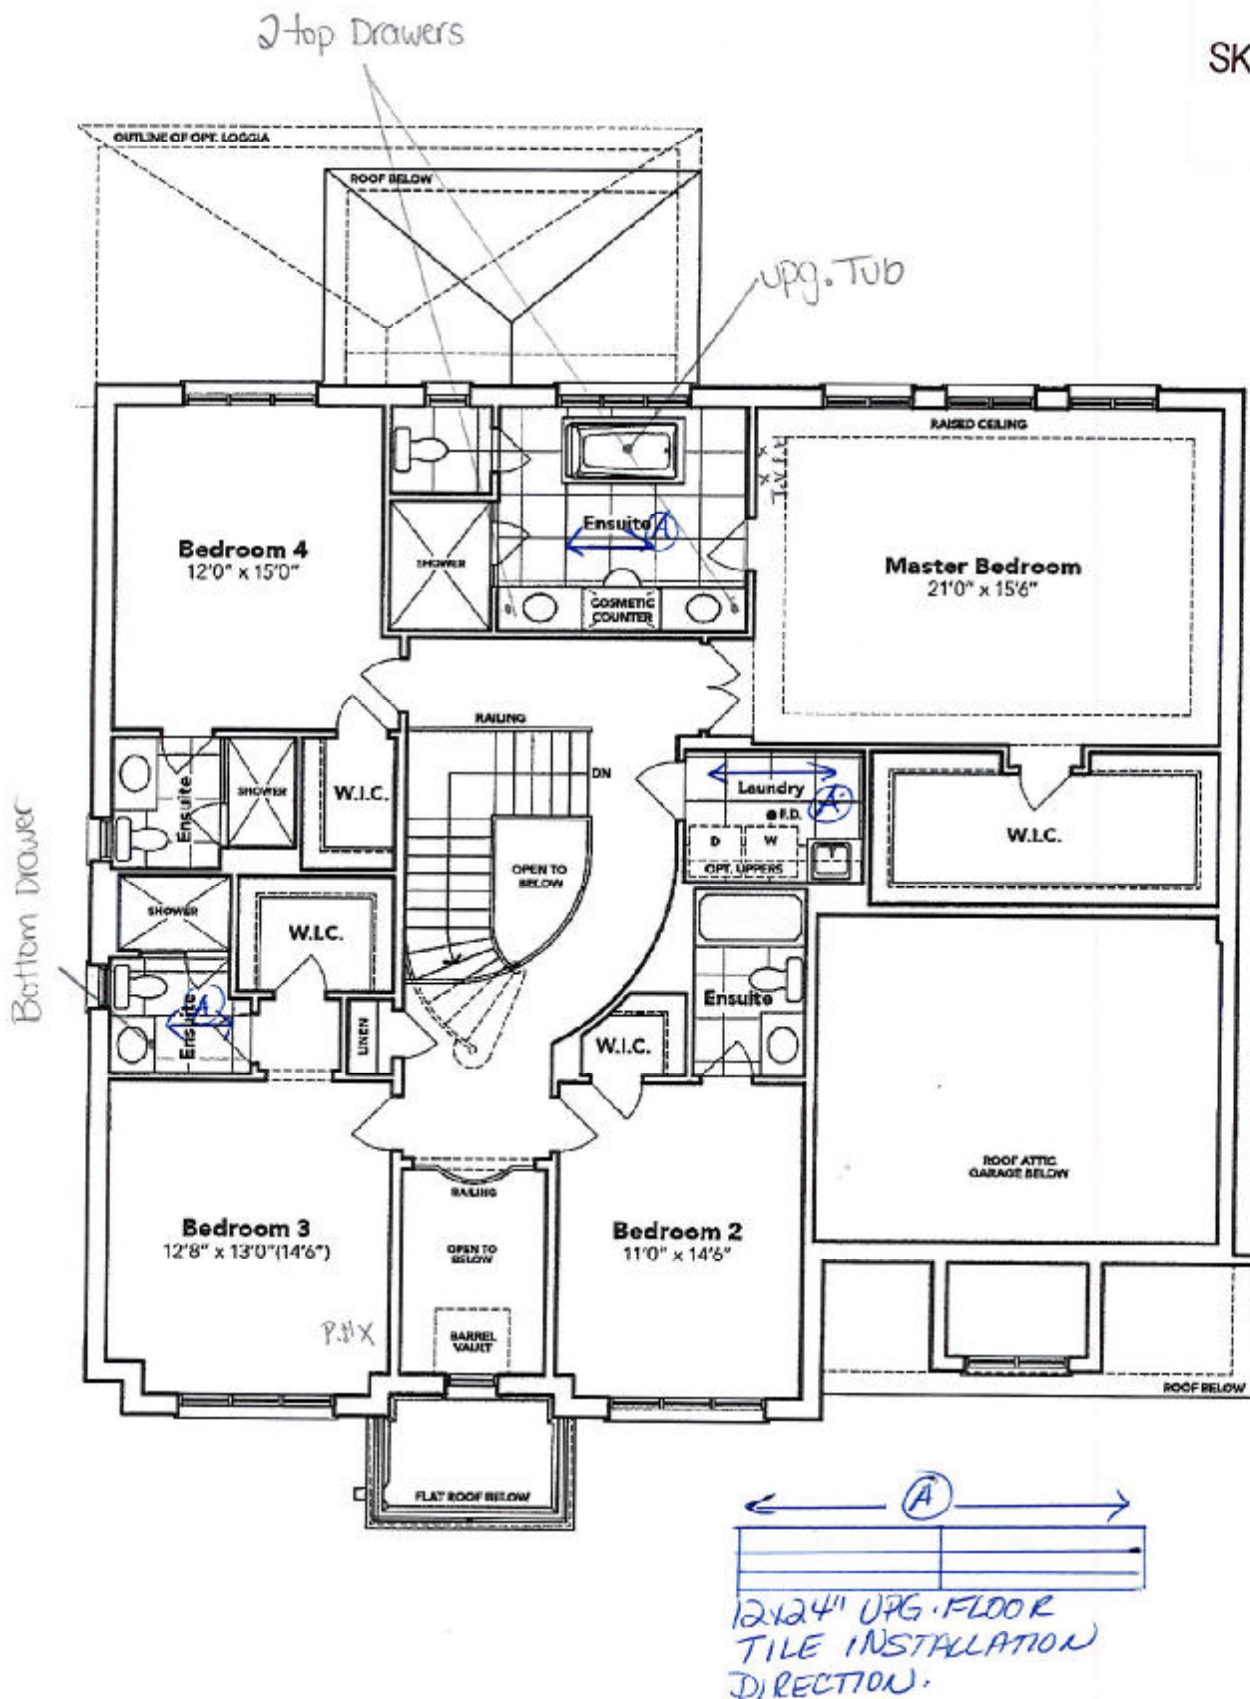 2 top Drawers
SK
OUTLINE OF OPT. LOGGIA
ROOF BELOW
upg. Tub
RAISED CEILING
Bedroom 4
12'0" x 15'0"
Ensuite
A
SHOWER
Master Bedroom
21'0" x 15'6"
COSMETIC
COUNTER
RAILING
DN
Laundry
A
F.D.
D
W
OPT. UPPERS
Ensuite
SHOWER
W.I.C.
W.I.C.
OPEN TO
BELOW
Bottom Drawer
SHOWER
W.I.C.
Ensuite
A
LINEN
W.I.C.
Ensuite
ROOF ATTIC
GARAGE BELOW
RAILING
Bedroom 3
12'8" x 13'0"(14'6")
OPEN TO
BELOW
Bedroom 2
11'0" x 14'6"
BARREL
VAULT
ROOF BELOW
FLAT ROOF BELOW
A
12x24" UPG. FLOOR
TILE INSTALLATION
DIRECTION.